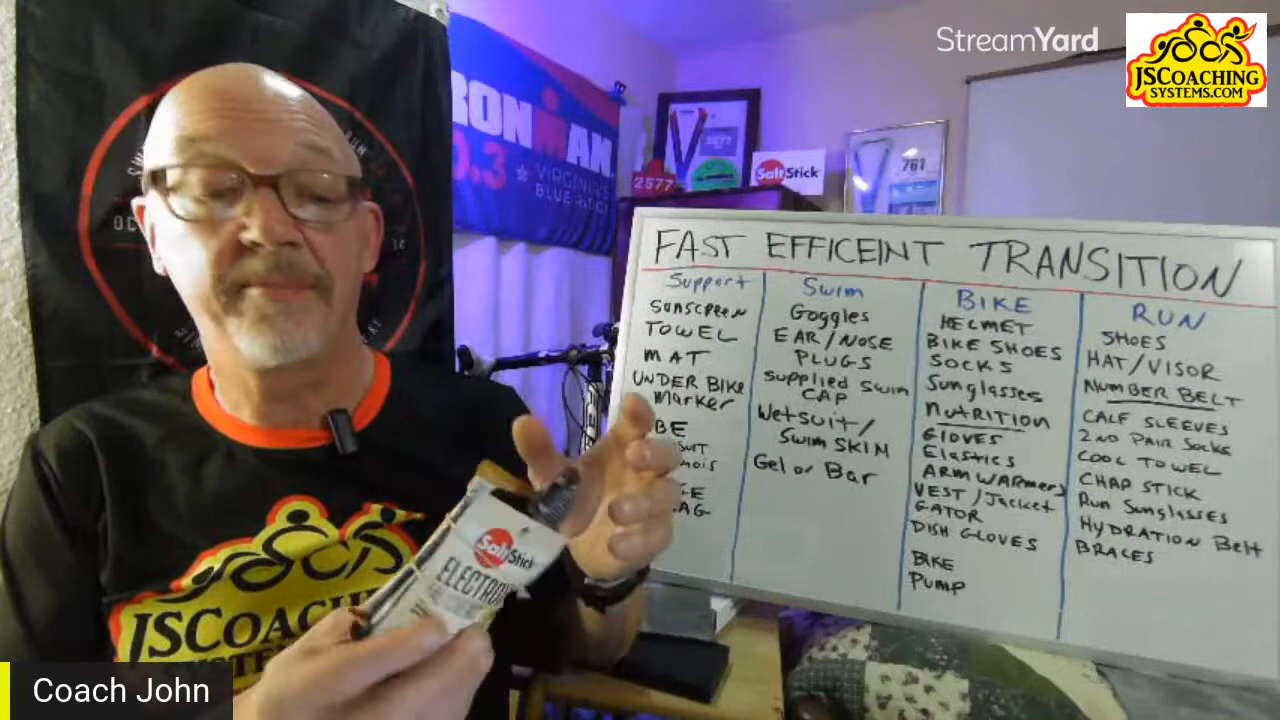 StreamYard
JSCOACHING
SYSTEMS.COM
IRONMAN
0.3 ★ VIRGINIA'S
BLUE RIDGE
2577
SaltStick
761
FAST EFFICEINT TRANSITION
Support
SUNSCREEN
TOWEL
MAT
UNDER BIKE
MARKER
BE
AG
Swim
Goggles
EAR/NOSE
PLUGS
Supplied Swim
CAP
Wetsuit/
Swim SKIN
Gel or Bar
BIKE
HELMET
BIKE SHOES
SOCKS
Sunglasses
NUTRITION
GLOVES
Elastics
ARM WARMERS
VEST/Jacket
GATOR
DISH GLOVES
BIKE
PUMP
RUN
SHOES
HAT/VISOR
NUMBER BELT
CALF SLEEVES
2ND PAIR SOCKS
COOL TOWEL
CHAP STICK
RUN SUNGLASSES
HYDRATION BELT
BRACES
SaltStick
ELECTRO
JSCOACHING
Coach John